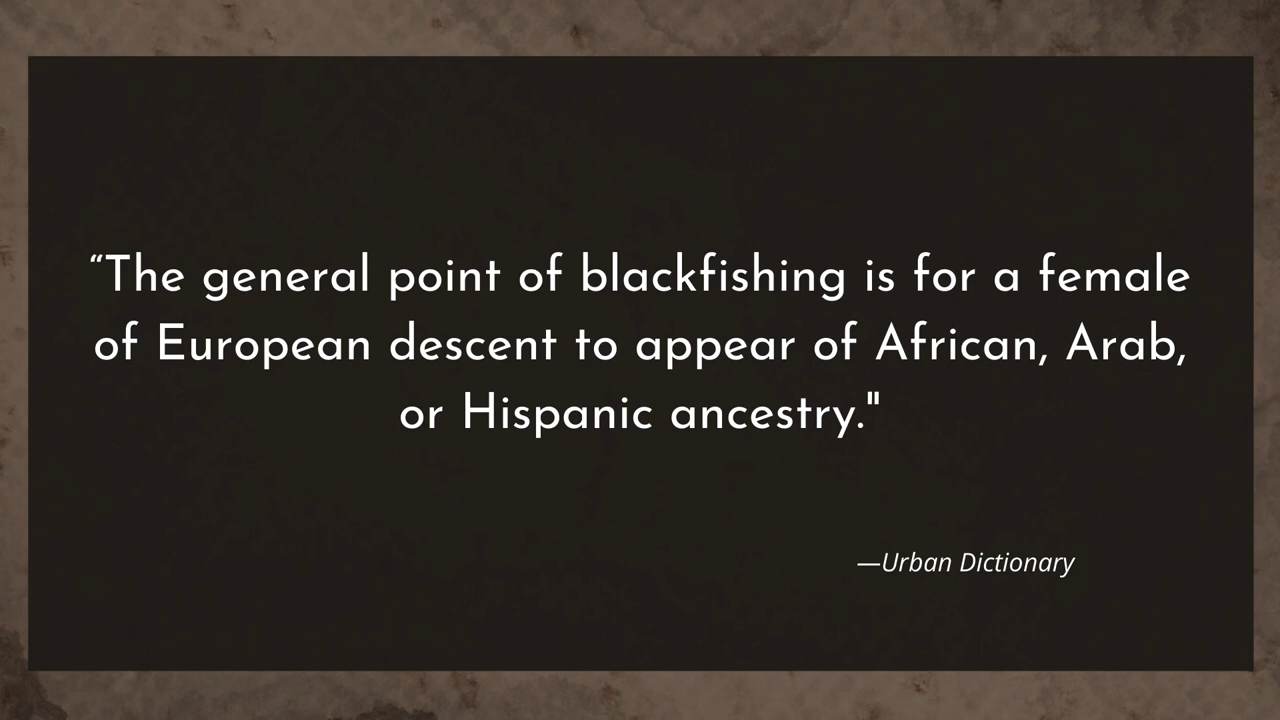 “The general point of blackfishing is for a female
of European descent to appear of African, Arab,
or Hispanic ancestry."
—Urban Dictionary